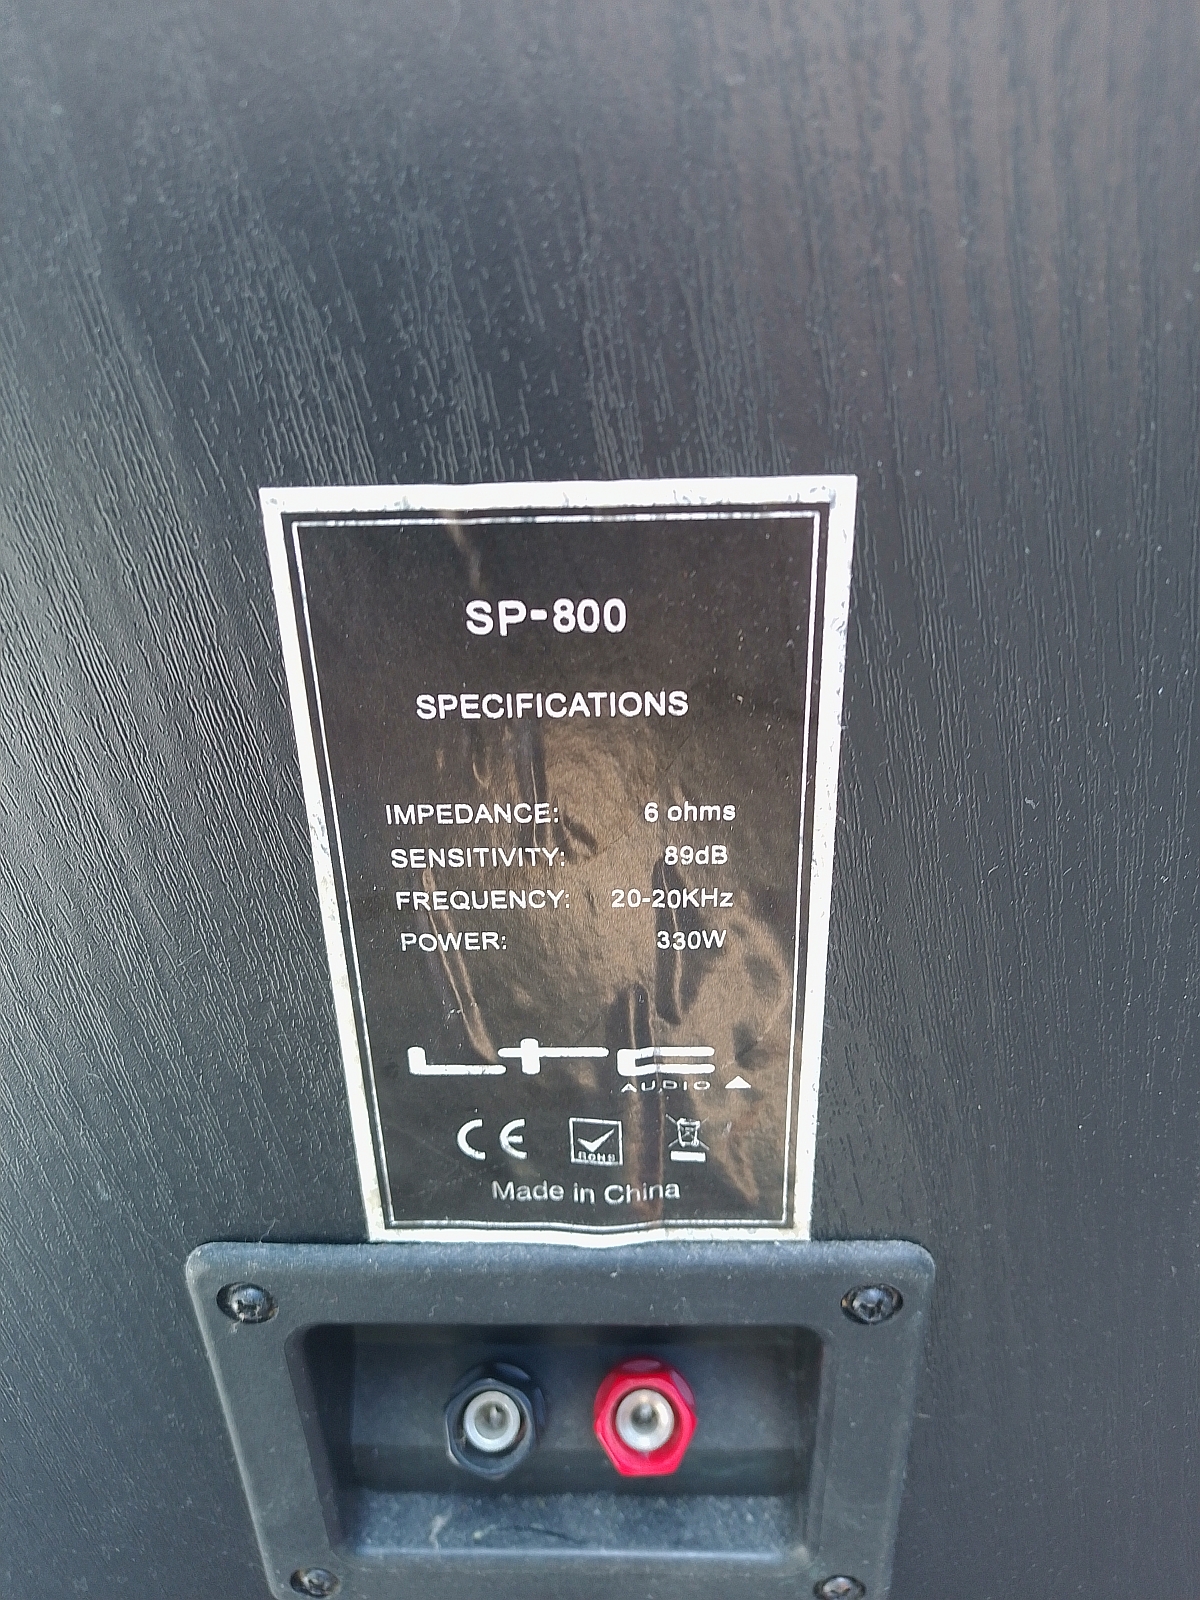 SP-800
SPECIFICATIONS
IMPEDANCE: 6 ohms
SENSITIVITY: 89dB
FREQUENCY: 20-20KHz
POWER: 330W
LTC
AUDIO
CE RoHS
Made in China